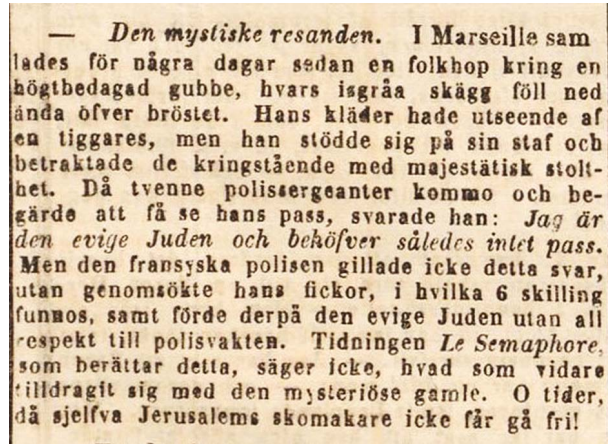 — Den mystiske resanden. I Marseille sam
lades för några dagar sedan en folkhop kring en
högtbedagad gubbe, hvars isgråa skägg föll ned
ända öfver bröstet. Hans kläder hade utseende af
en tiggares, men han stödde sig på sin staf och
betraktade de kringstående med majestätisk stolt-
het. Då tvenne polissergeanter kommo och be-
gärde att få se hans pass, svarade han: Jag är
den evige Juden och behöfver således intet pass.
Men den fransyska polisen gillade icke detta svar,
utan genomsökte hans fickor, i hvilka 6 skilling
funnos, samt förde derpå den evige Juden utan all
respekt till polisvakten. Tidningen Le Semaphore,
som berättar detta, säger icke, hvad som vidare
tilldragit sig med den mysteriöse gamle. O tider,
då sjelfva Jerusalems skomakare icke får gå fri!